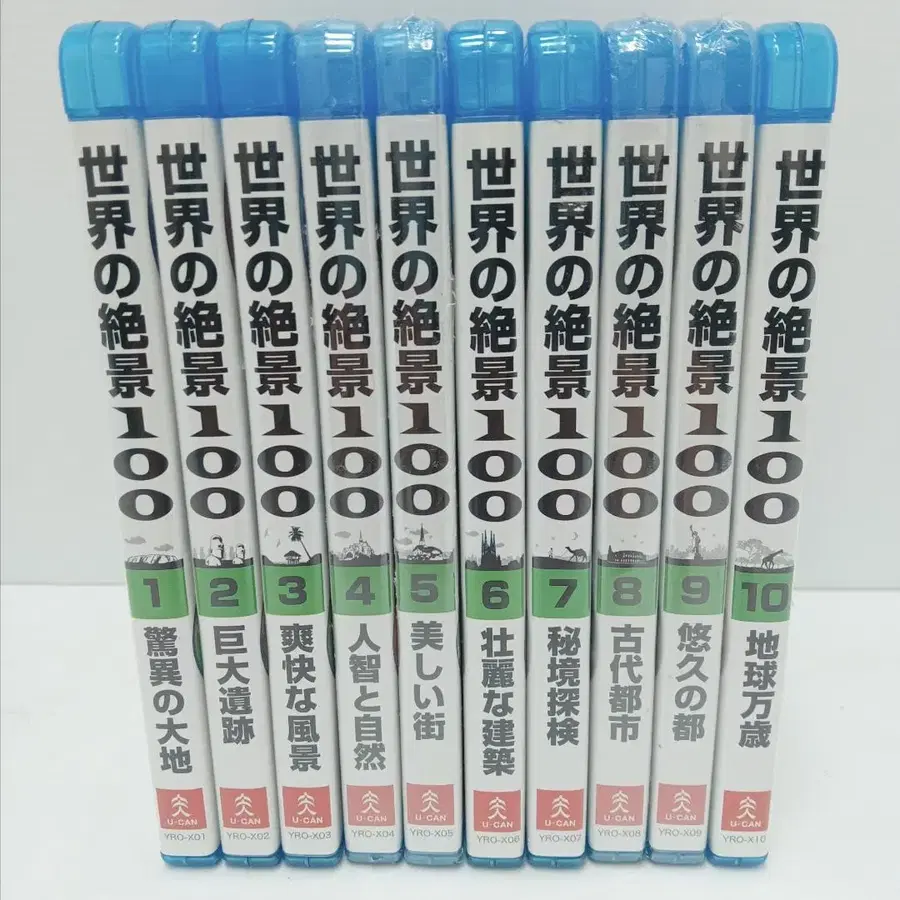 世界の絶景100
1
驚異の大地
U-CAN
YRO-X01
世界の絶景100
2
巨大遺跡
U-CAN
YRO-X02
世界の絶景100
3
爽快な風景
U-CAN
YRO-X03
世界の絶景100
4
人智と自然
U-CAN
YRO-X04
世界の絶景100
5
美しい街
U-CAN
YRO-X05
世界の絶景100
6
壮麗な建築
U-CAN
YRO-X06
世界の絶景100
7
秘境探検
U-CAN
YRO-X07
世界の絶景100
8
古代都市
U-CAN
YRO-X08
世界の絶景100
9
悠久の都
U-CAN
YRO-X09
世界の絶景100
10
地球万歳
U-CAN
YRO-X10